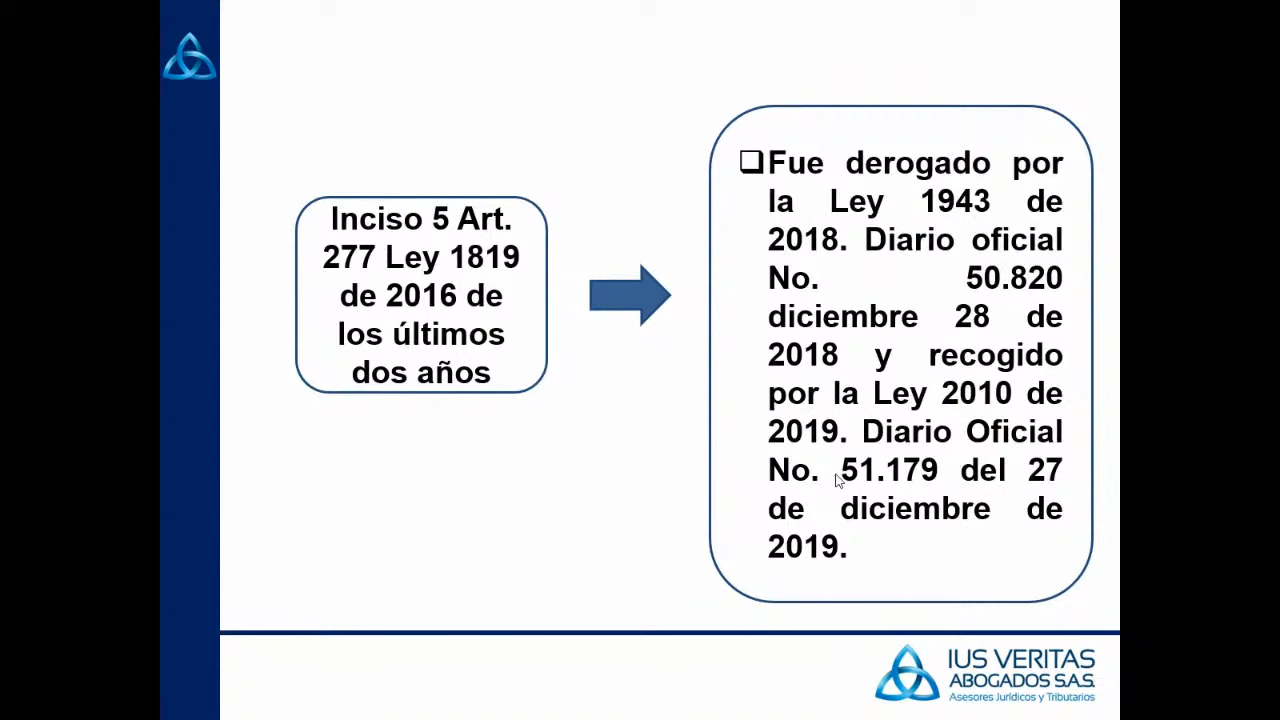 Inciso 5 Art.
277 Ley 1819
de 2016 de
los últimos
dos años
Fue derogado por
la Ley 1943 de
2018. Diario oficial
No. 50.820
diciembre 28 de
2018 y recogido
por la Ley 2010 de
2019. Diario Oficial
No. 51.179 del 27
de diciembre de
2019.
IUS VERITAS
ABOGADOS S.A.S.
Asesores Jurídicos y Tributarios